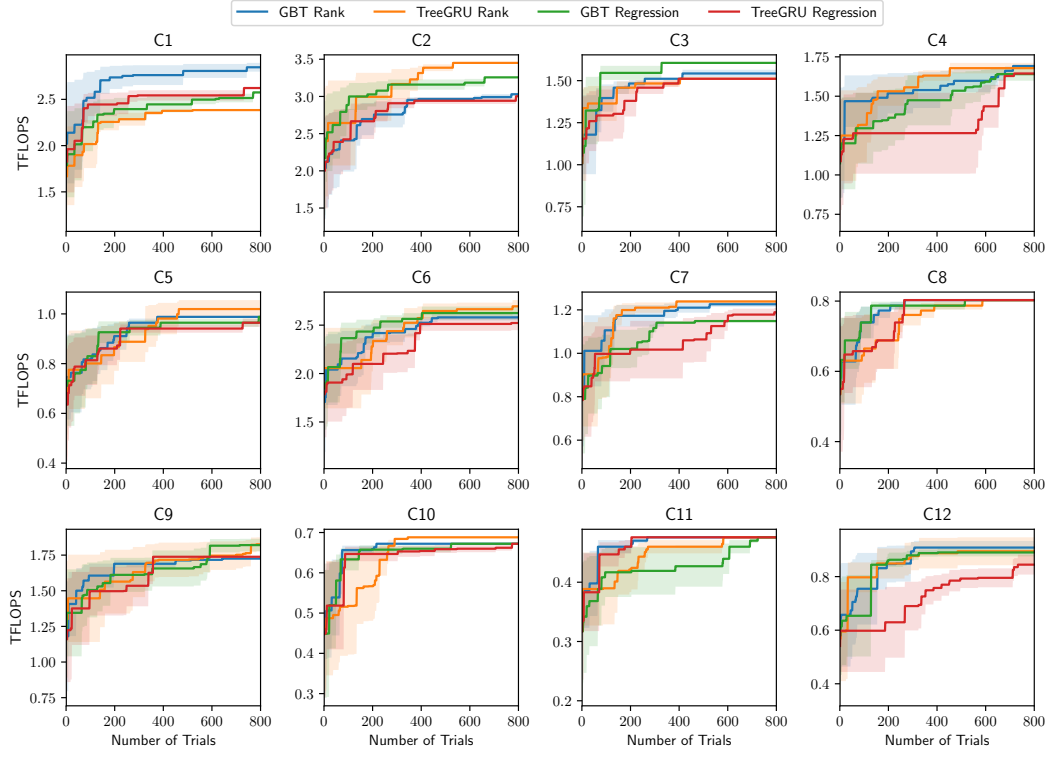 GBT Rank TreeGRU Rank GBT Regression TreeGRU Regression
C1 C2 C3 C4
TFLOPS
2.5 2.0 1.5
0 200 400 600 800
3.5 3.0 2.5 2.0 1.5
0 200 400 600 800
1.50 1.25 1.00 0.75
0 200 400 600 800
1.75 1.50 1.25 1.00 0.75
0 200 400 600 800
C5 C6 C7 C8
TFLOPS
1.0 0.8 0.6 0.4
0 200 400 600 800
2.5 2.0 1.5
0 200 400 600 800
1.2 1.0 0.8 0.6
0 200 400 600 800
0.8 0.6 0.4
0 200 400 600 800
C9 C10 C11 C12
TFLOPS
1.75 1.50 1.25 1.00 0.75
0 200 400 600 800
Number of Trials
0.7 0.6 0.5 0.4 0.3
0 200 400 600 800
Number of Trials
0.4 0.3 0.2
0 200 400 600 800
Number of Trials
0.8 0.6 0.4
0 200 400 600 800
Number of Trials